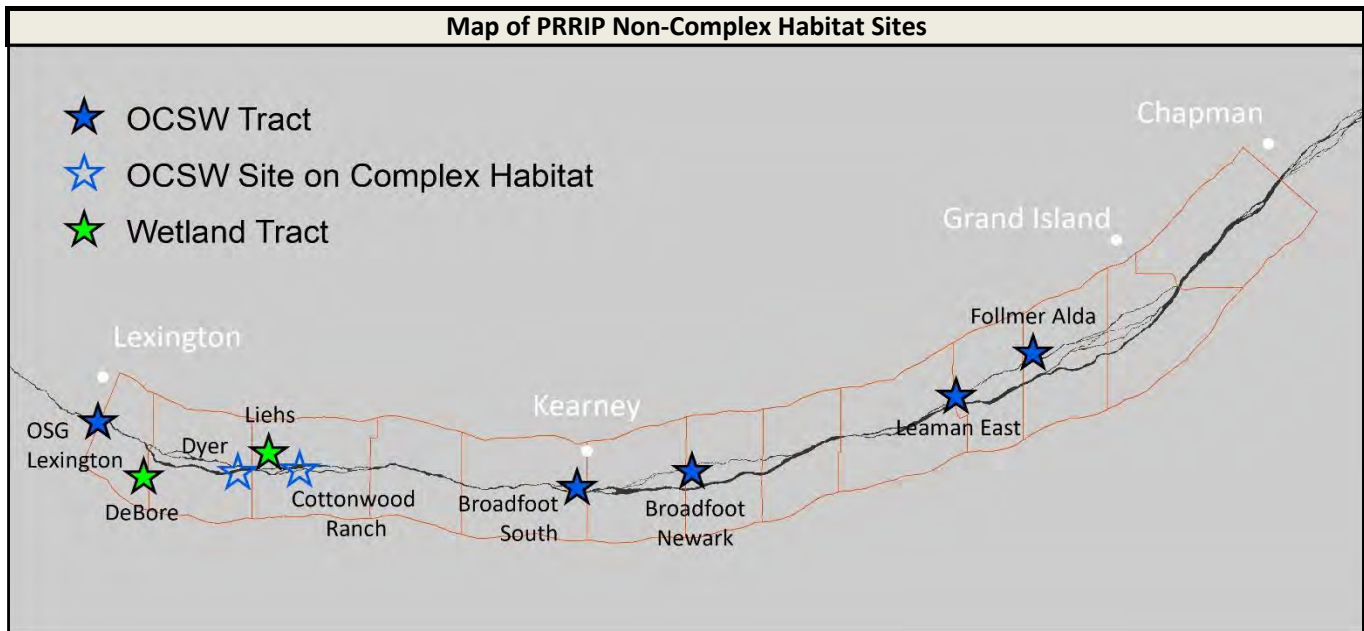 Map of PRRIP Non-Complex Habitat Sites
OCSW Tract
OCSW Site on Complex Habitat
Wetland Tract
Chapman
Grand Island
Follmer Alda
Lexington
Liehs
Kearney
OSG
Lexington
Dyer
Leaman East
DeBore
Cottonwood
Ranch
Broadfoot
South
Broadfoot
Newark